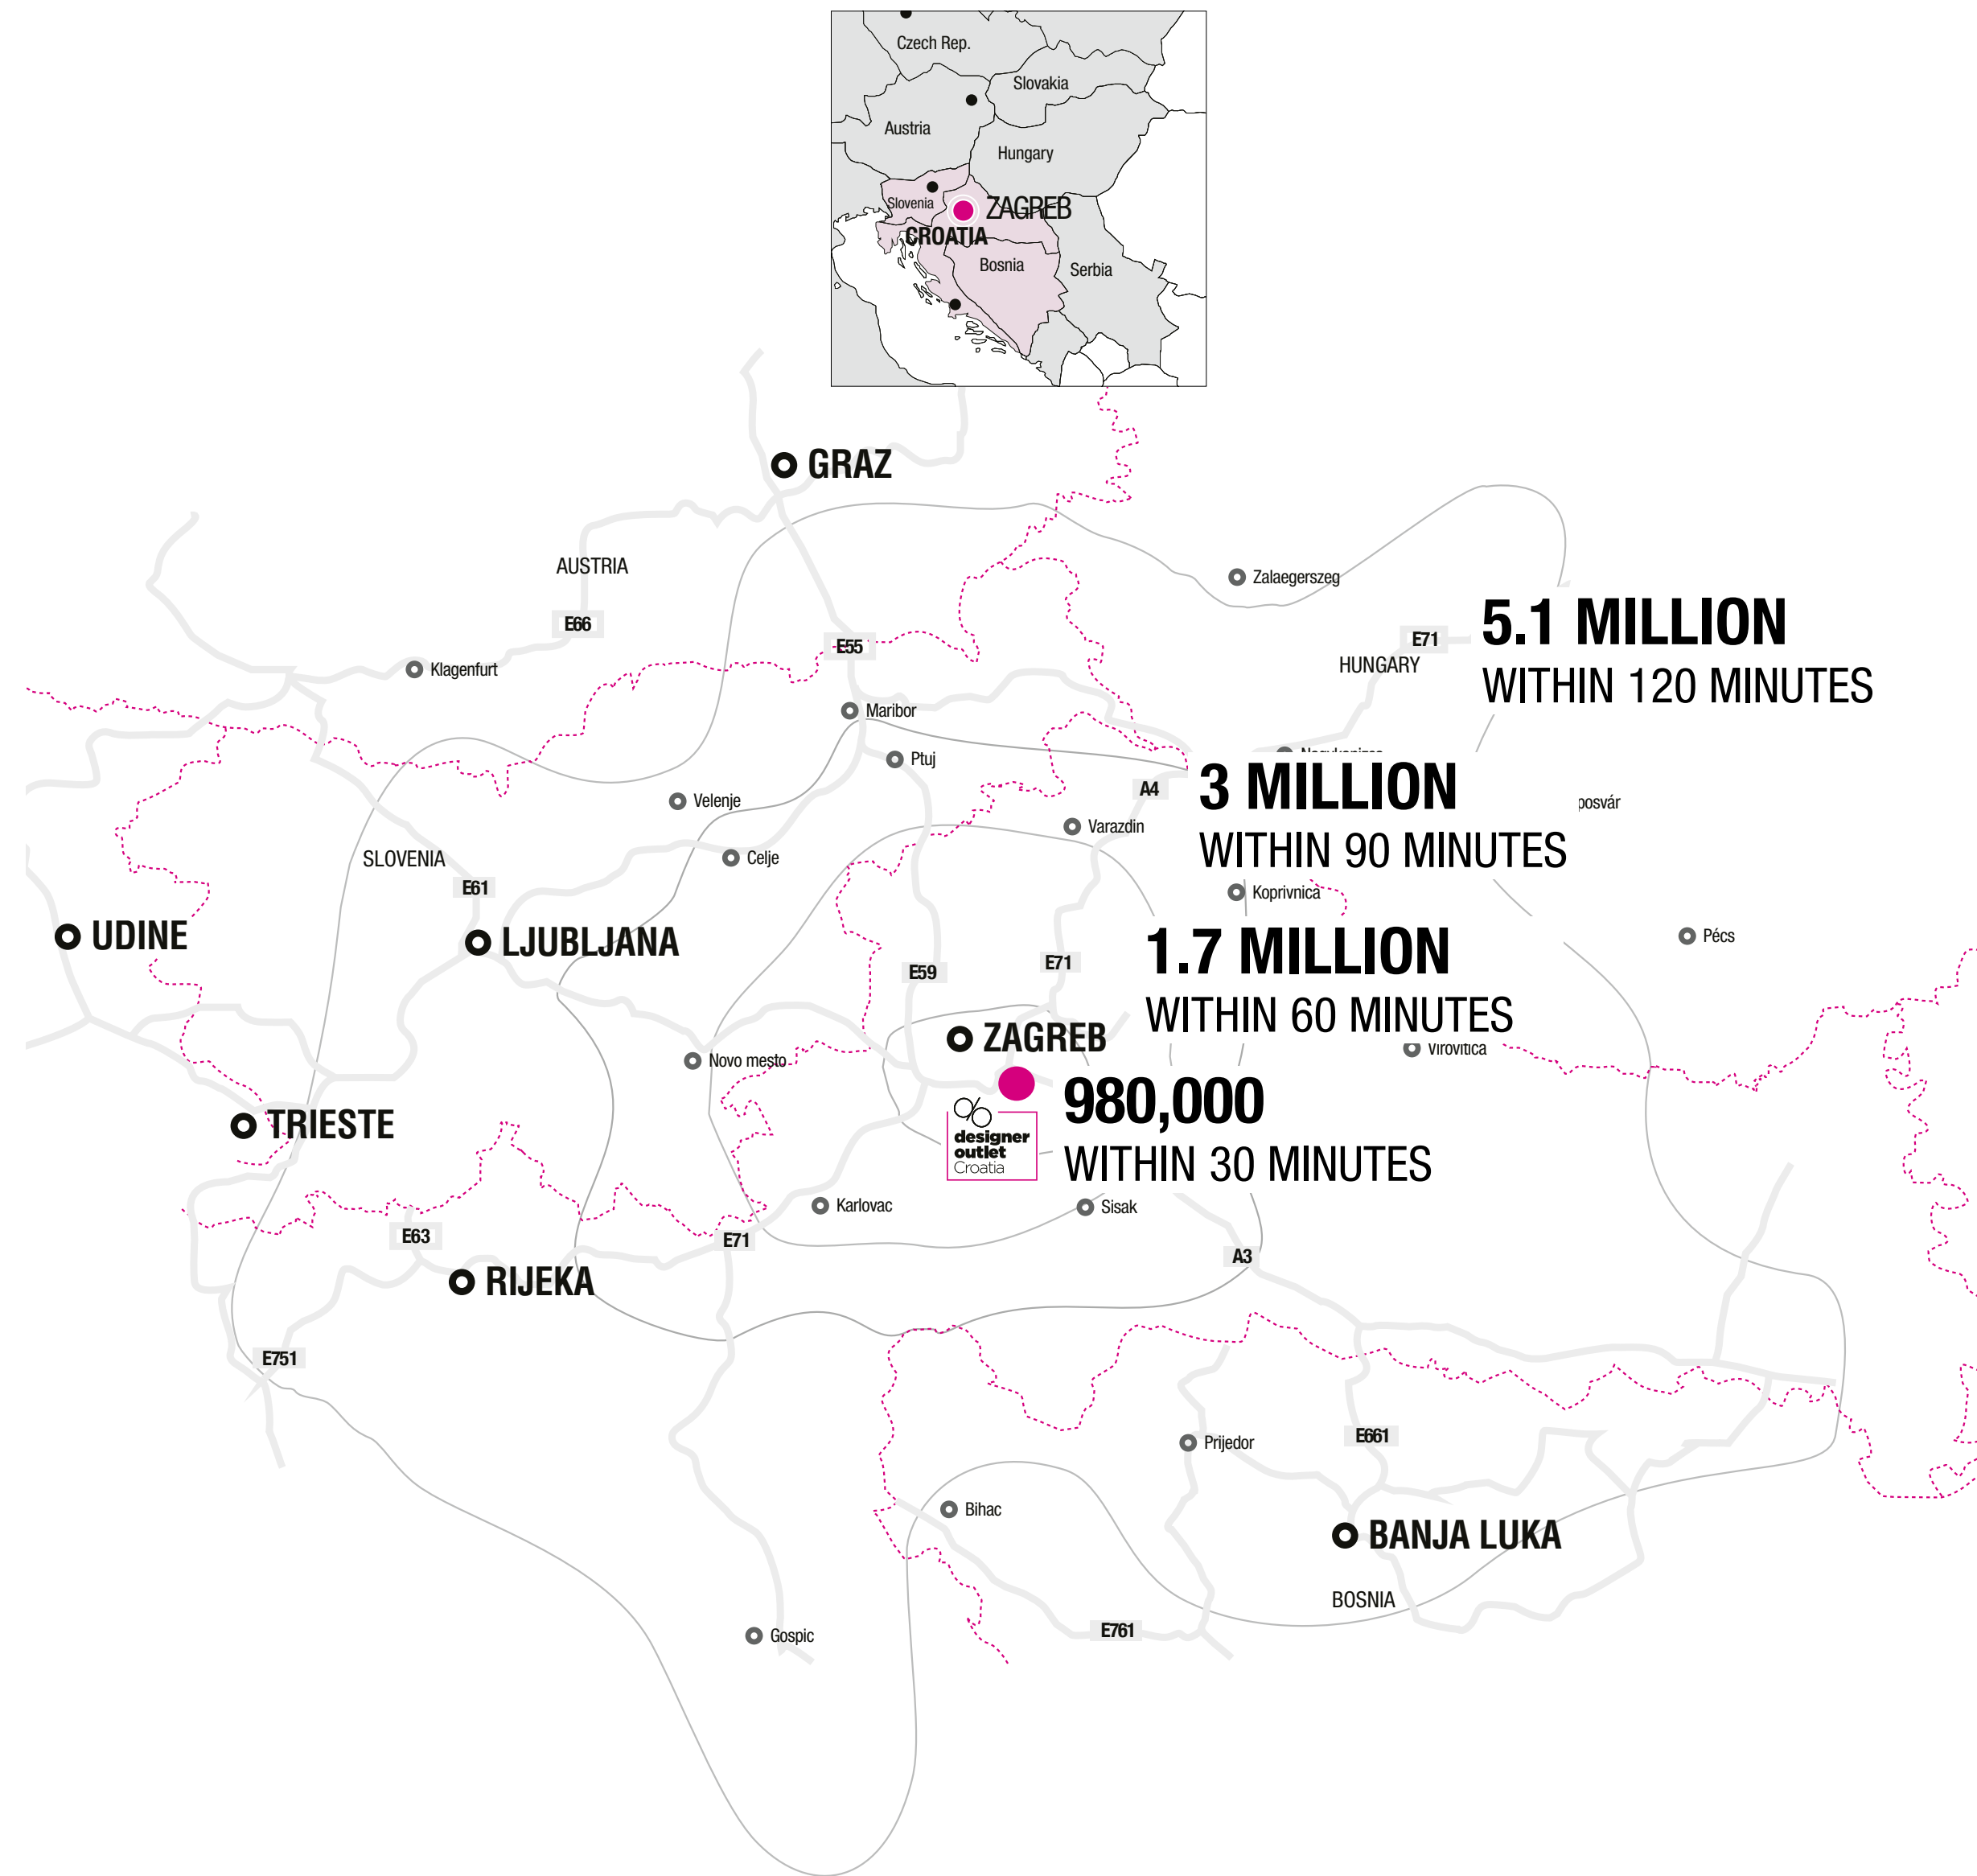 Czech Rep.
Slovakia
Austria
Hungary
Slovenia
ZAGREB
CROATIA
Bosnia
Serbia
GRAZ
AUSTRIA
Zalaegerszeg
E66
E55
E71
5.1 MILLION
WITHIN 120 MINUTES
HUNGARY
Klagenfurt
Maribor
Ptuj
3 MILLION
WITHIN 90 MINUTES
A4
Velenje
posvár
Varazdin
SLOVENIA
Celje
E61
Koprivnica
UDINE
LJUBLJANA
1.7 MILLION
WITHIN 60 MINUTES
Pécs
E59
E71
ZAGREB
Novo mesto
Virovitica
980,000
WITHIN 30 MINUTES
TRIESTE
designer
outlet
Croatia
Karlovac
Sisak
E63
E71
A3
RIJEKA
E751
E661
Prijedor
Bihac
BANJA LUKA
BOSNIA
E761
Gospic